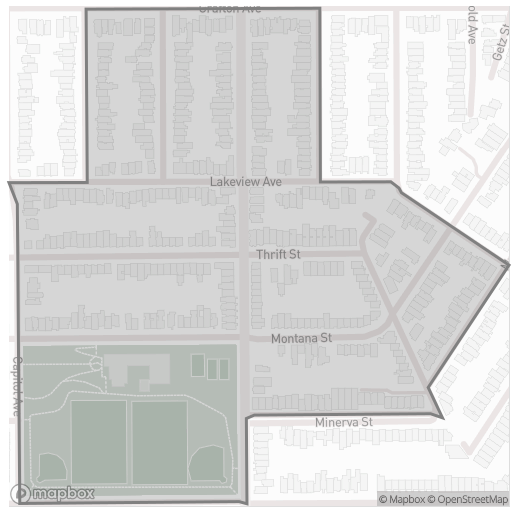 Grafton Ave
old Ave
Getz St
Lakeview Ave
Thrift St
Montana St
Capitol Ave
Minerva St
mapbox
© Mapbox © OpenStreetMap